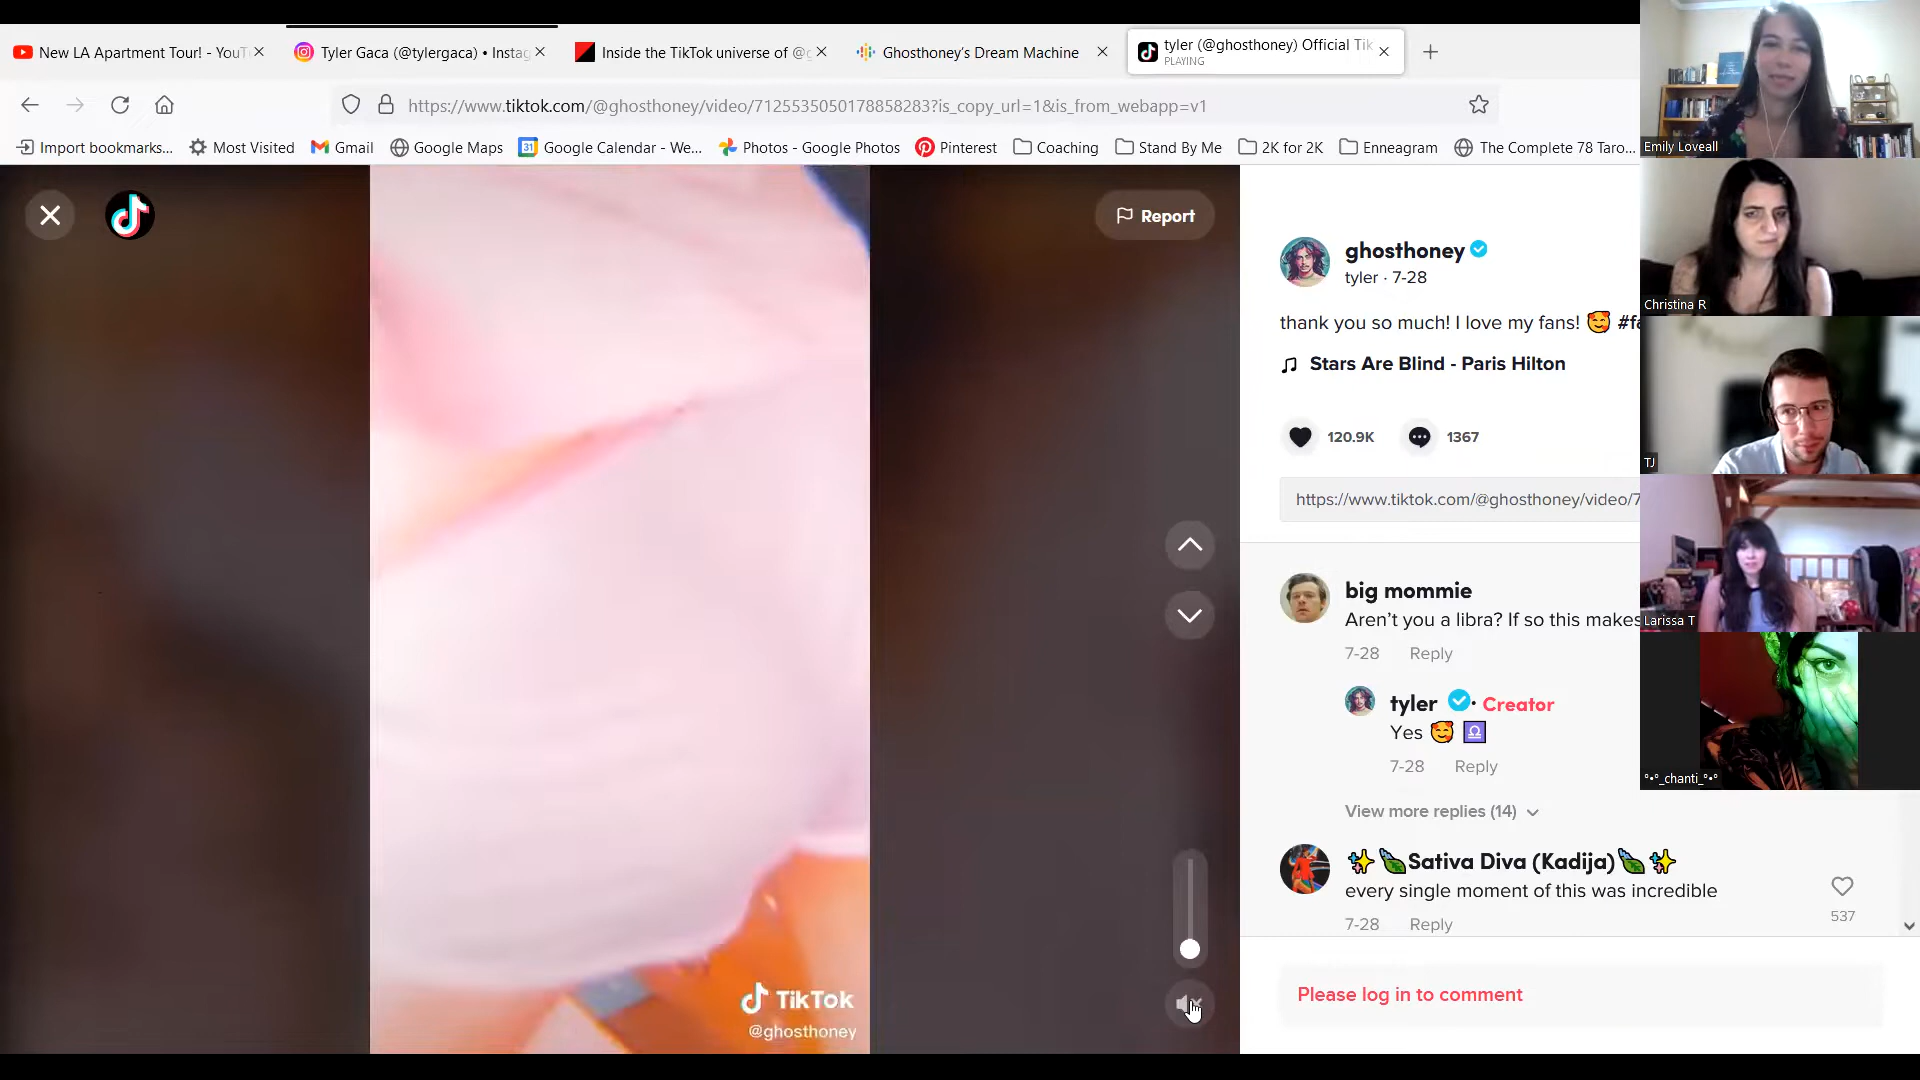 New LA Apartment Tour! - YouT
Tyler Gaca (@tylergaca) • Instag
Inside the TikTok universe of @g
Ghosthoney's Dream Machine
tyler (@ghosthoney) Official Tik
PLAYING
https://www.tiktok.com/@ghosthoney/video/7125535050178858283?is_copy_url=1&is_from_webapp=v1
Import bookmarks...
Most Visited
Gmail
Google Maps
31
Google Calendar - We...
Photos - Google Photos
Pinterest
Coaching
Stand By Me
2K for 2K
Enneagram
The Complete 78 Taro...
Report
ghosthoney
tyler · 7-28
thank you so much! I love my fans! 🥰 #fa
Stars Are Blind - Paris Hilton
120.9K
1367
https://www.tiktok.com/@ghosthoney/video/7
big mommie
Aren't you a libra? If so this makes
7-28 Reply
tyler · Creator
Yes 🥰 ♎
7-28 Reply
View more replies (14)
✨🍃Sativa Diva (Kadija)🍃✨
every single moment of this was incredible
537
7-28 Reply
Please log in to comment
TikTok
@ghosthoney
Emily Loveall
Christina R
TJ
Larissa T
°•°_chanti_°•°